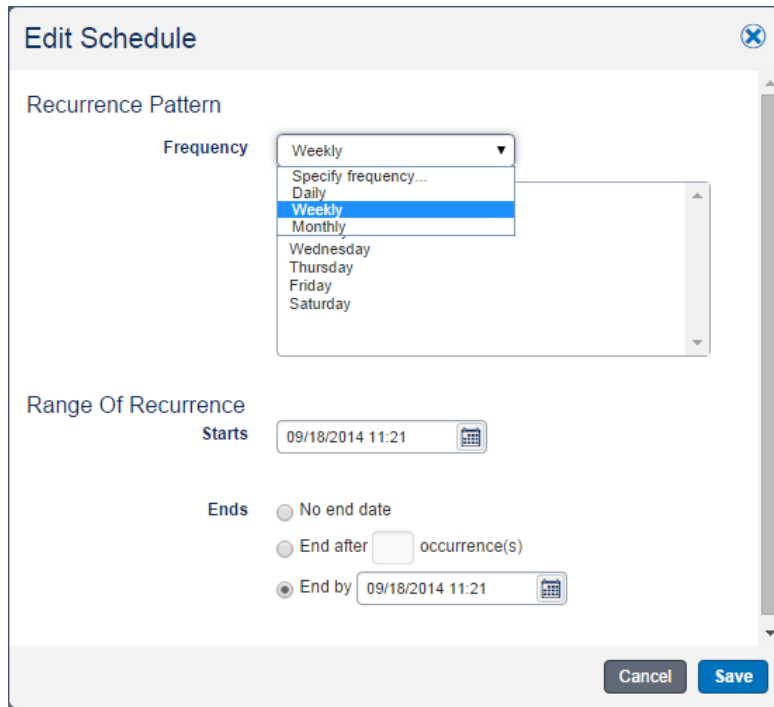 Edit Schedule
Recurrence Pattern
Frequency
Weekly
Specify frequency...
Daily
Weekly
Monthly
Wednesday
Thursday
Friday
Saturday
Range Of Recurrence
Starts 09/18/2014 11:21
Ends
No end date
End after occurrence(s)
End by 09/18/2014 11:21
Cancel Save